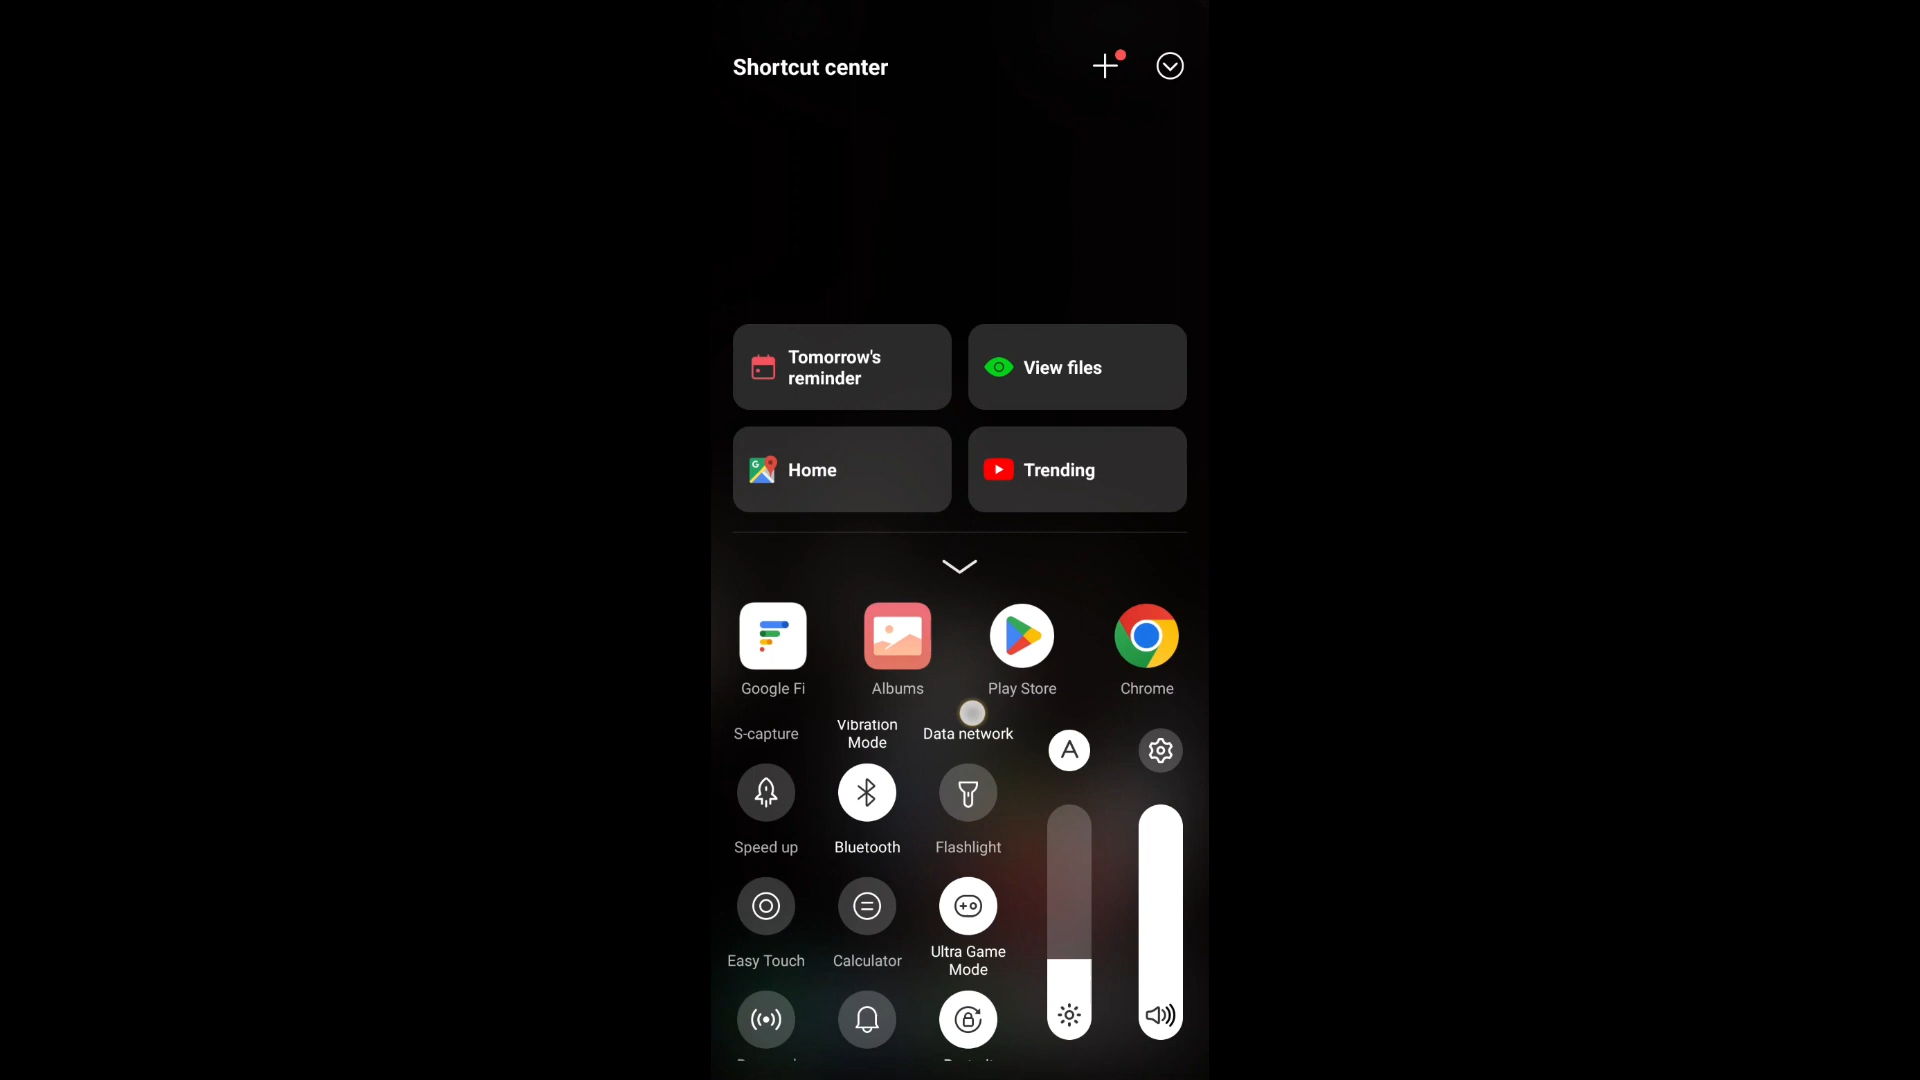 Shortcut center
Tomorrow's
reminder
View files
Home
Trending
Google Fi
Albums
Play Store
Chrome
S-capture
Vibration
Mode
Data network
A
Speed up
Bluetooth
Flashlight
Easy Touch
Calculator
Ultra Game
Mode